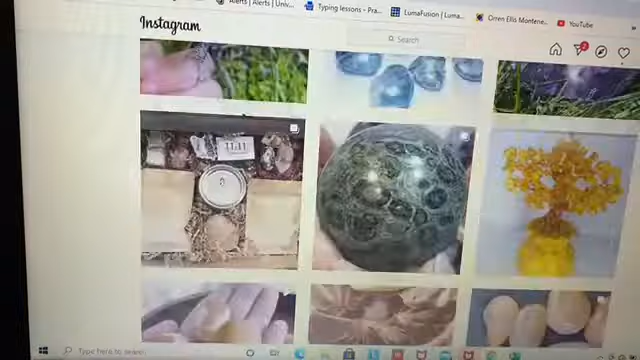 Alerts | Alerts | Univ...
Typing lessons - Pra...
LumaFusion | Luma...
Orren Ellis Montene...
YouTube
Instagram
Search
2
11:11
Type here to search